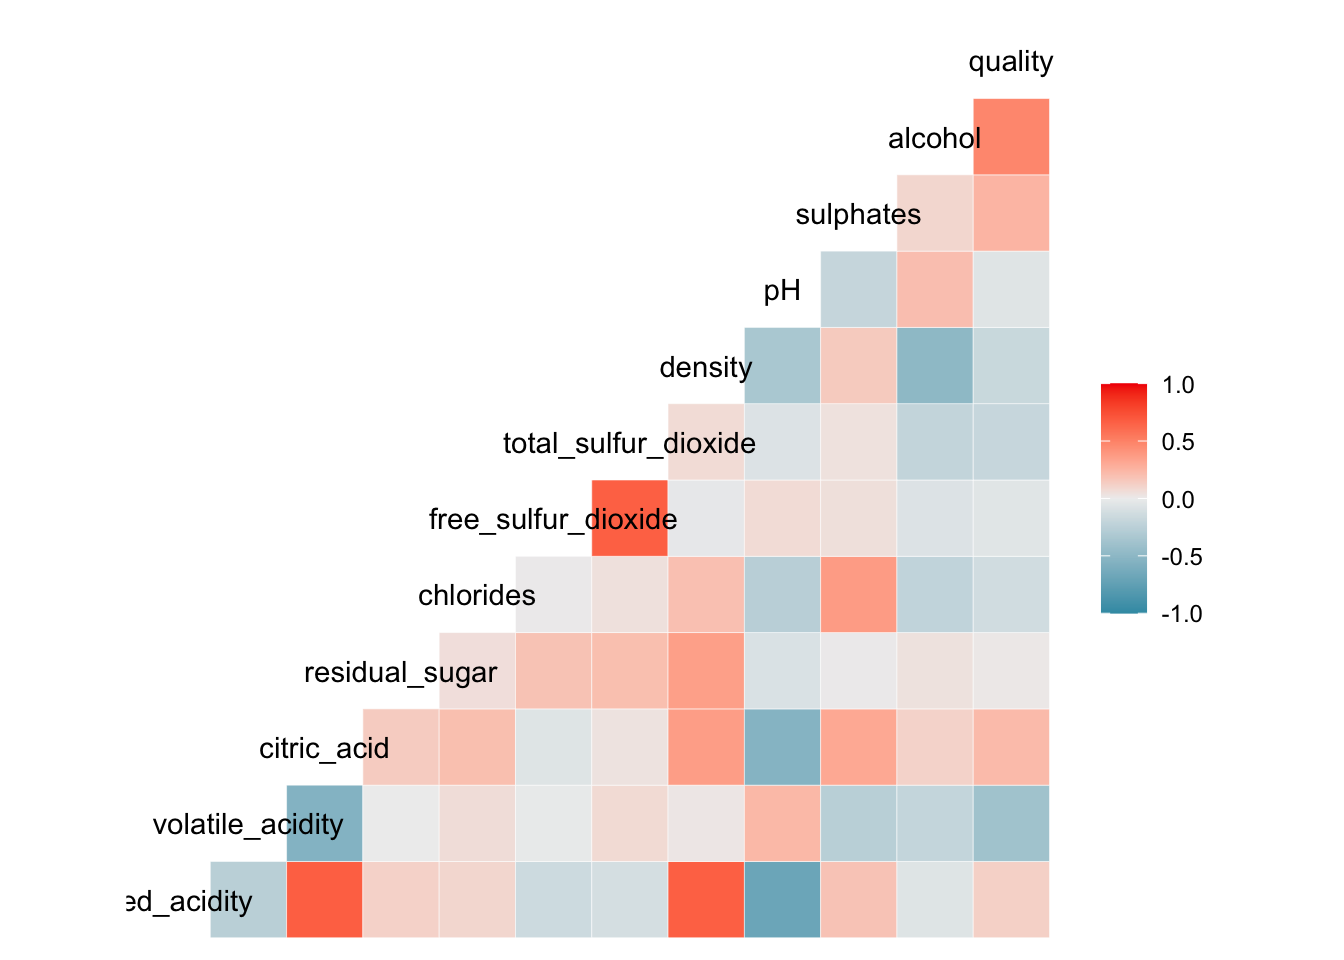 quality
alcohol
sulphates
pH
density
total_sulfur_dioxide
free_sulfur_dioxide
chlorides
residual_sugar
citric_acid
volatile_acidity
ed_acidity
1.0
0.5
0.0
-0.5
-1.0